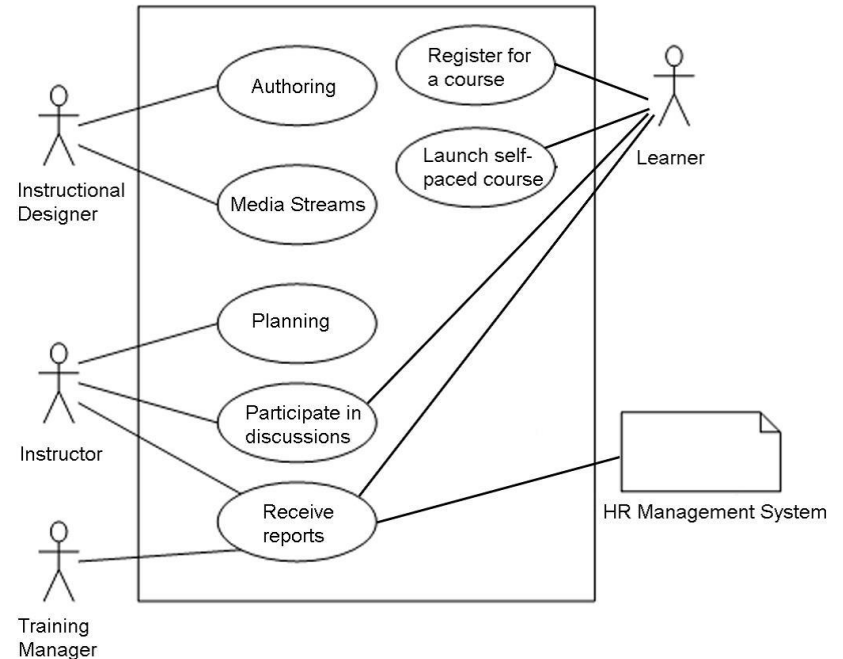 Register for
a course
Authoring
Launch self-
paced course
Learner
Instructional
Designer
Media Streams
Planning
Participate in
discussions
Instructor
Receive
reports
HR Management System
Training
Manager